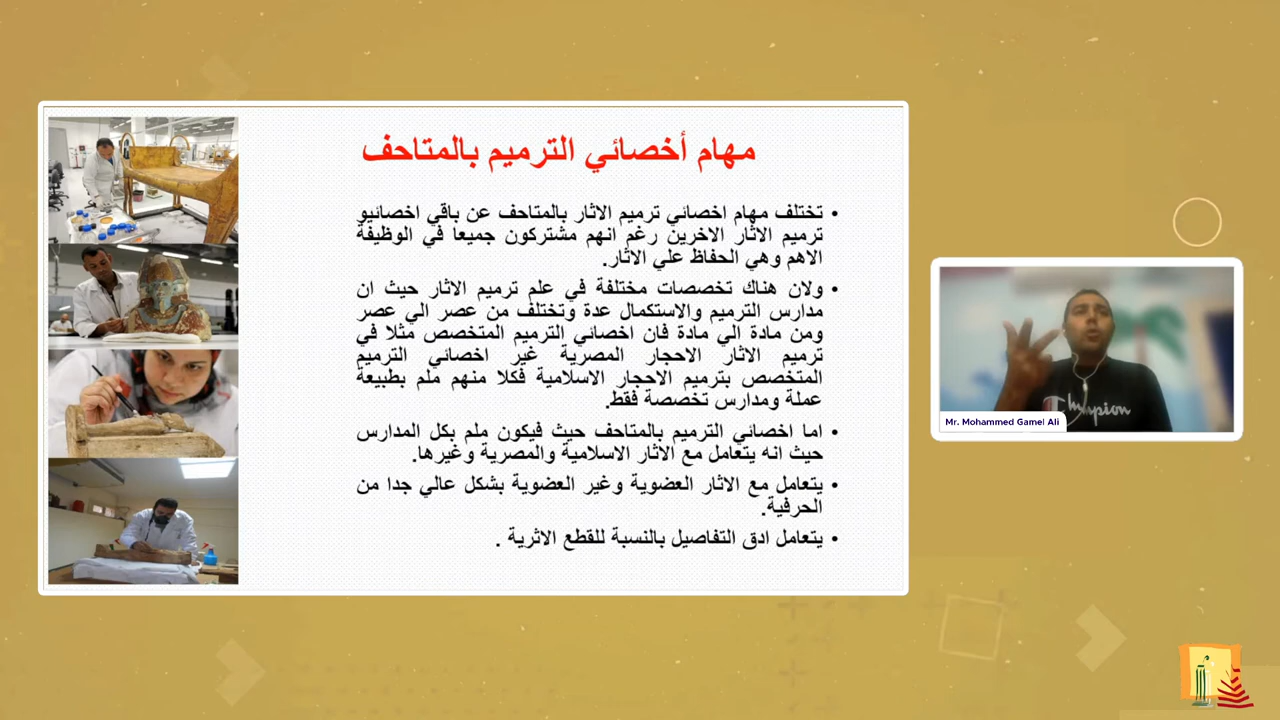 مهام أخصائي الترميم بالمتاحف
• تختلف مهام اخصائي ترميم الاثار بالمتاحف عن باقي اخصائيو
ترميم الاثار الاخرين رغم انهم مشتركون جميعا في الوظيفة
الاهم وهي الحفاظ علي الاثار.
• ولان هناك تخصصات مختلفة في علم ترميم الاثار حيث ان
مدارس الترميم والاستكمال عدة وتختلف من عصر الي عصر
ومن مادة الي مادة فان اخصائي الترميم المتخصص مثلا في
ترميم الاثار الاحجار المصرية غير اخصائي الترميم
المتخصص بترميم الاحجار الاسلامية فكلا منهم ملم بطبيعة
عملة ومدارس تخصصة فقط.
• اما اخصائي الترميم بالمتاحف حيث فيكون ملم بكل المدارس
حيث انه يتعامل مع الاثار الاسلامية والمصرية وغيرها.
• يتعامل مع الاثار العضوية وغير العضوية بشكل عالي جدا من
الحرفية.
• يتعامل ادق التفاصيل بالنسبة للقطع الاثرية .
Champion
Mr. Mohammed Gamel Ali